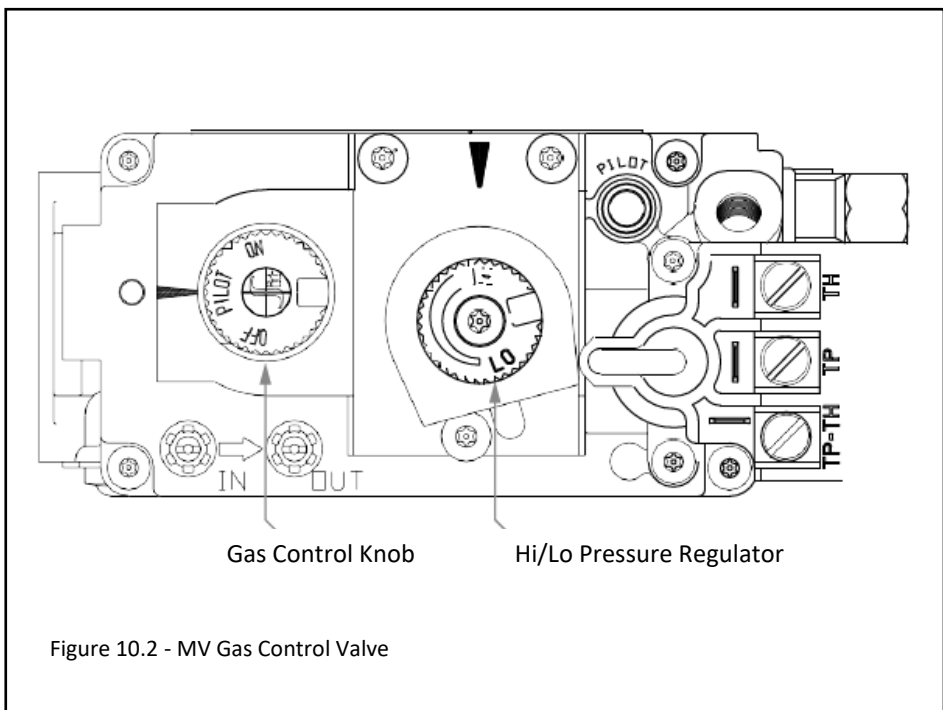 PILOT
ON
PILOT
OFF
HI
LO
TH
TP
TP-TH
IN OUT
Gas Control Knob Hi/Lo Pressure Regulator
Figure 10.2 - MV Gas Control Valve